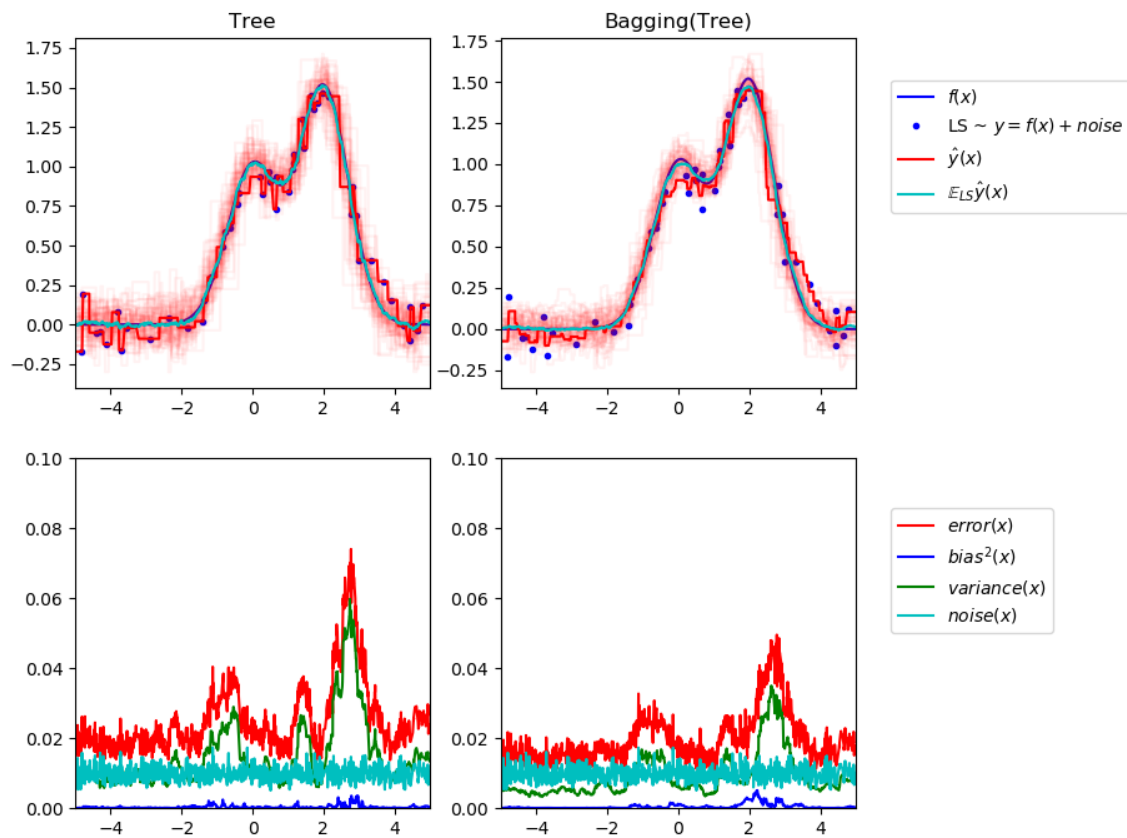 Tree
1.75
1.50
1.25
1.00
0.75
0.50
0.25
0.00
−0.25
−4 −2 0 2 4
Bagging(Tree)
1.75
1.50
1.25
1.00
0.75
0.50
0.25
0.00
−0.25
−4 −2 0 2 4
f(x)
LS ~ y = f(x) + noise
ŷ(x)
𝔼_LS ŷ(x)
0.10
0.08
0.06
0.04
0.02
0.00
−4 −2 0 2 4
0.10
0.08
0.06
0.04
0.02
0.00
−4 −2 0 2 4
error(x)
bias²(x)
variance(x)
noise(x)